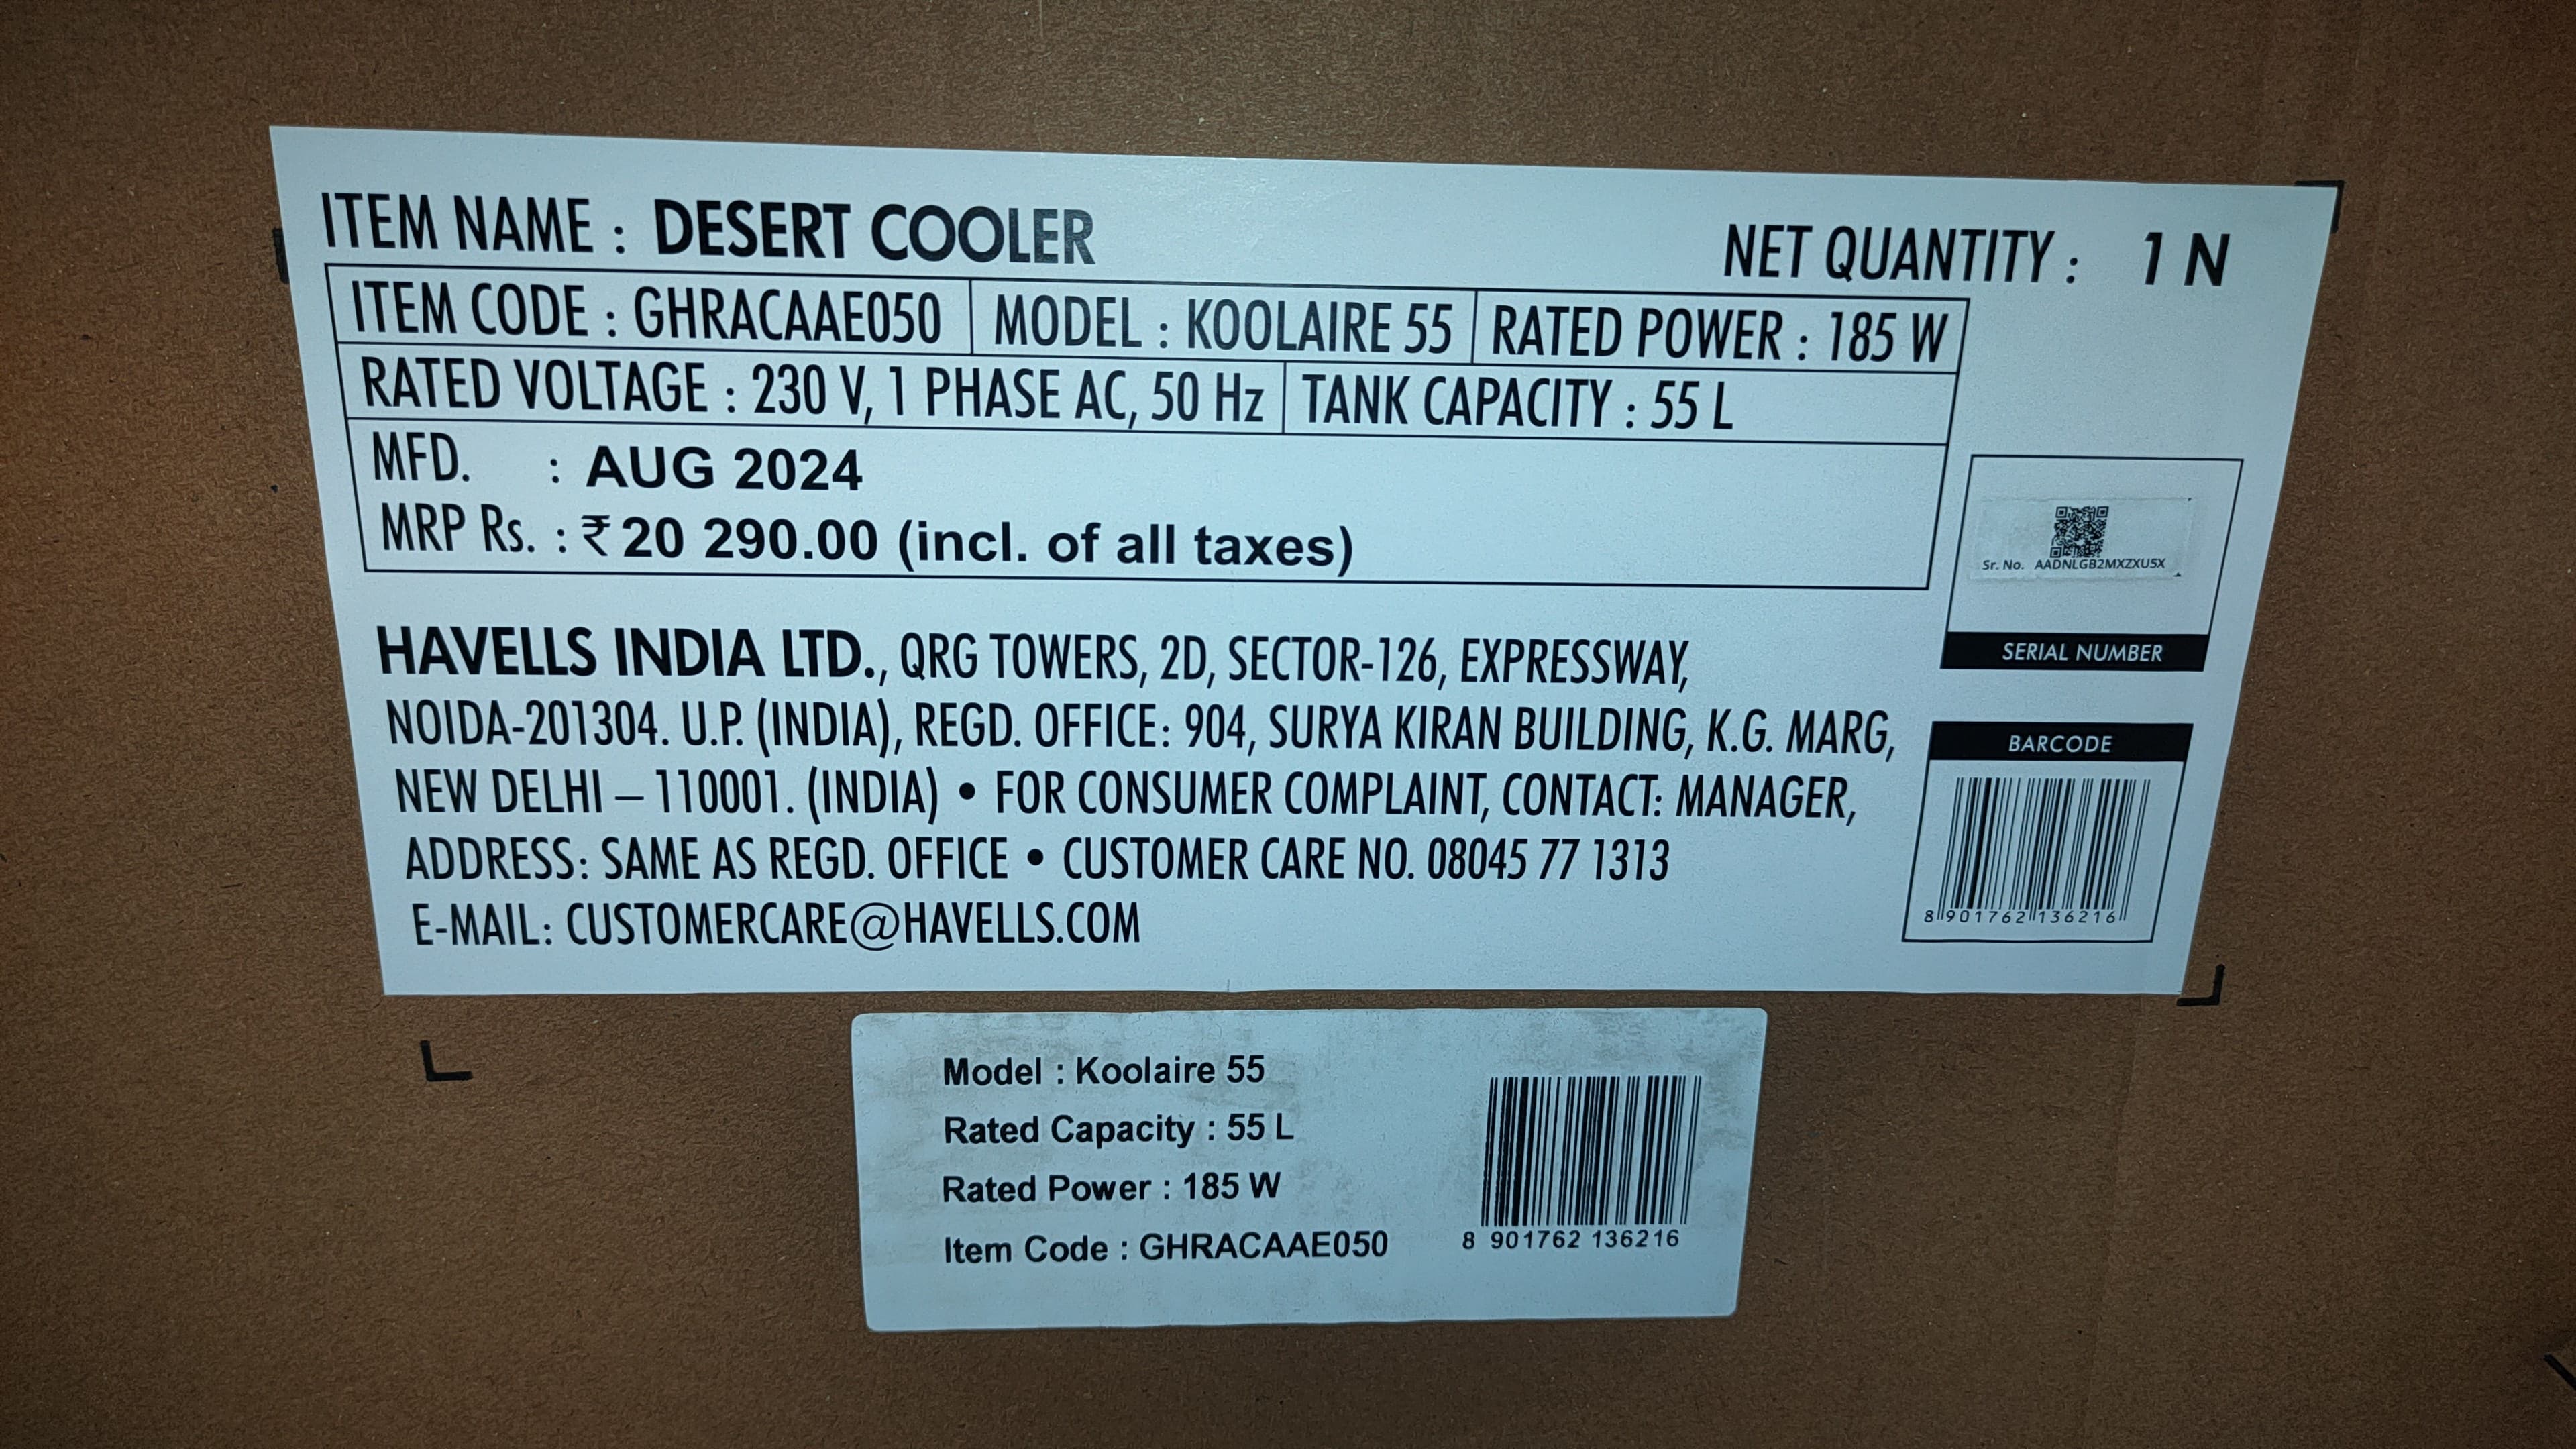 ITEM NAME : DESERT COOLER
NET QUANTITY : 1 N
ITEM CODE : GHRACAAE050 MODEL : KOOLAIRE 55 RATED POWER : 185 W
RATED VOLTAGE : 230 V, 1 PHASE AC, 50 Hz TANK CAPACITY : 55 L
MFD. : AUG 2024
MRP Rs. : ₹ 20 290.00 (incl. of all taxes)
Sr. No. AADNLGB2MXZXU5X
SERIAL NUMBER
HAVELLS INDIA LTD., QRG TOWERS, 2D, SECTOR-126, EXPRESSWAY,
NOIDA-201304. U.P. (INDIA), REGD. OFFICE: 904, SURYA KIRAN BUILDING, K.G. MARG,
NEW DELHI – 110001. (INDIA) • FOR CONSUMER COMPLAINT, CONTACT: MANAGER,
ADDRESS: SAME AS REGD. OFFICE • CUSTOMER CARE NO. 08045 77 1313
E-MAIL: CUSTOMERCARE@HAVELLS.COM
BARCODE
8 901762 136216
Model : Koolaire 55
Rated Capacity : 55 L
Rated Power : 185 W
Item Code : GHRACAAE050
8 901762 136216